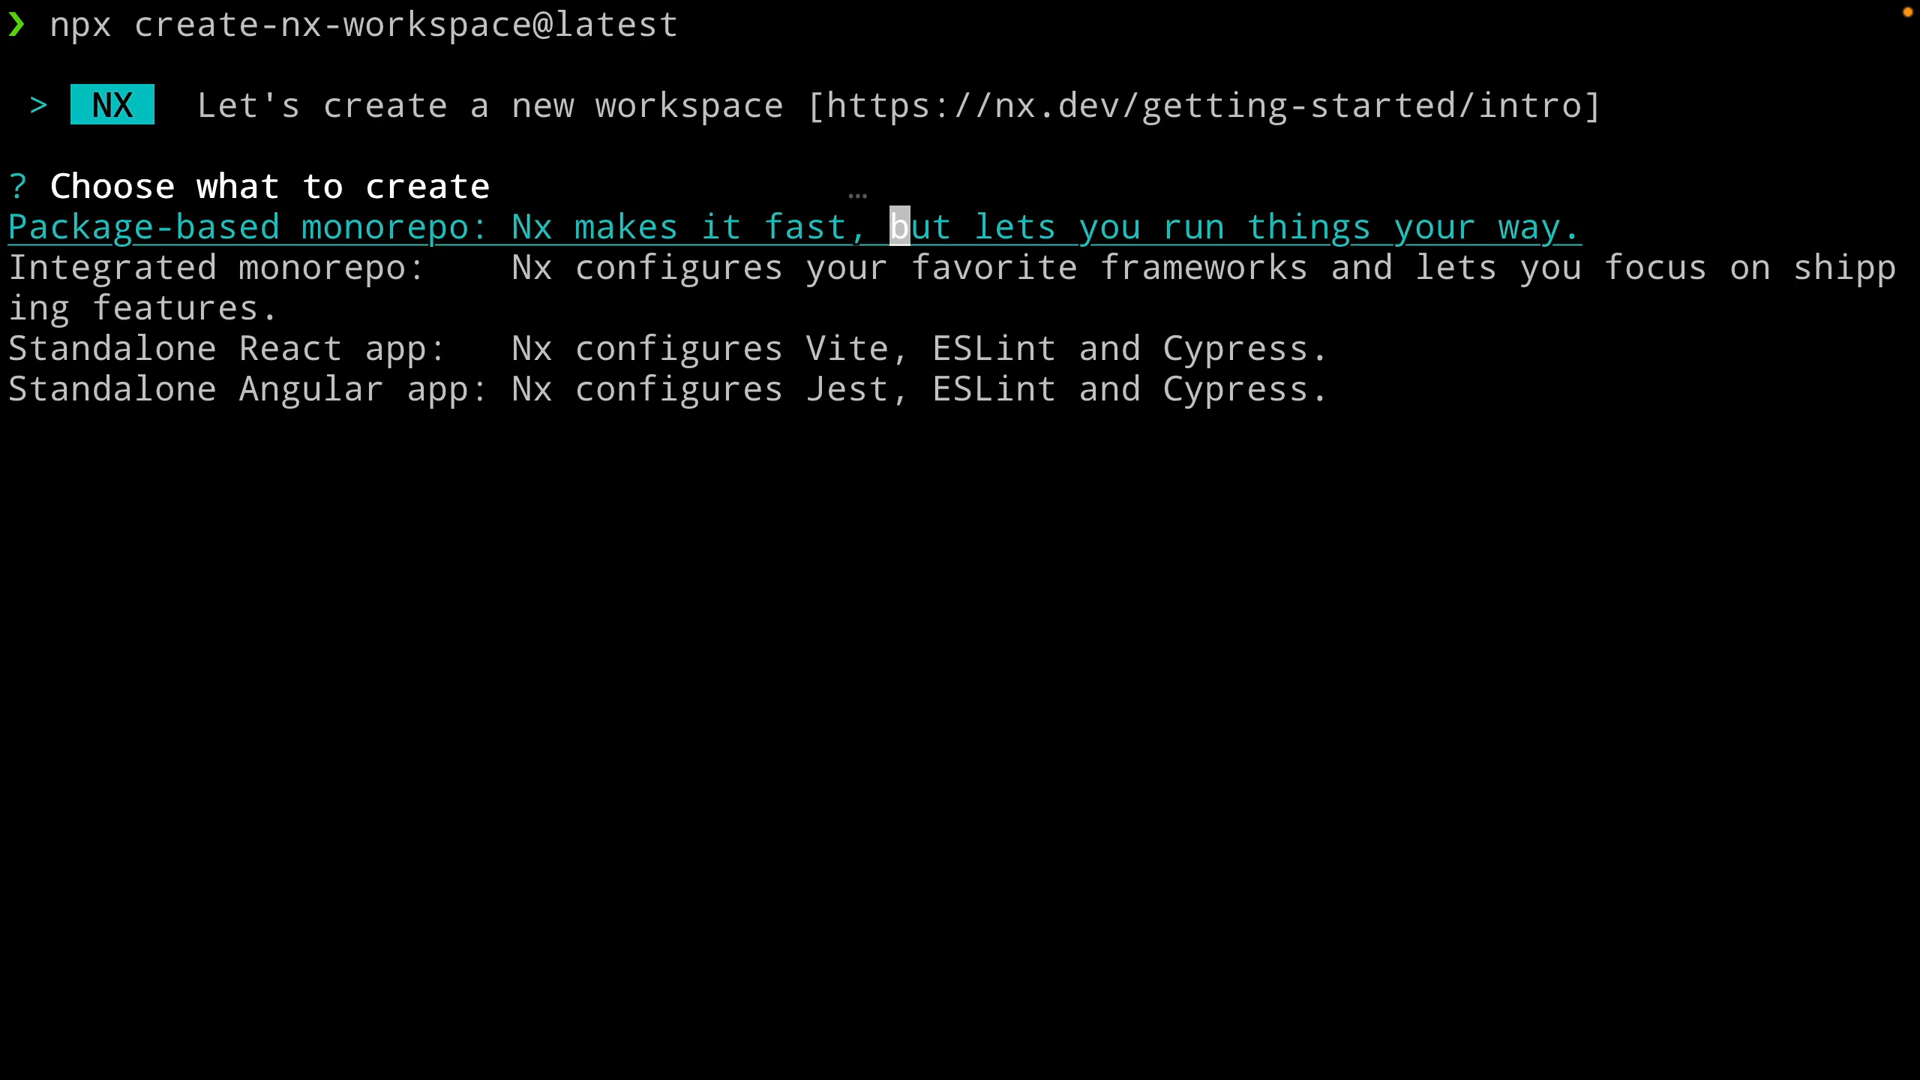 ❯ npx create-nx-workspace@latest
> NX Let's create a new workspace [https://nx.dev/getting-started/intro]
? Choose what to create …
Package-based monorepo: Nx makes it fast, but lets you run things your way.
Integrated monorepo: Nx configures your favorite frameworks and lets you focus on shipp
ing features.
Standalone React app: Nx configures Vite, ESLint and Cypress.
Standalone Angular app: Nx configures Jest, ESLint and Cypress.